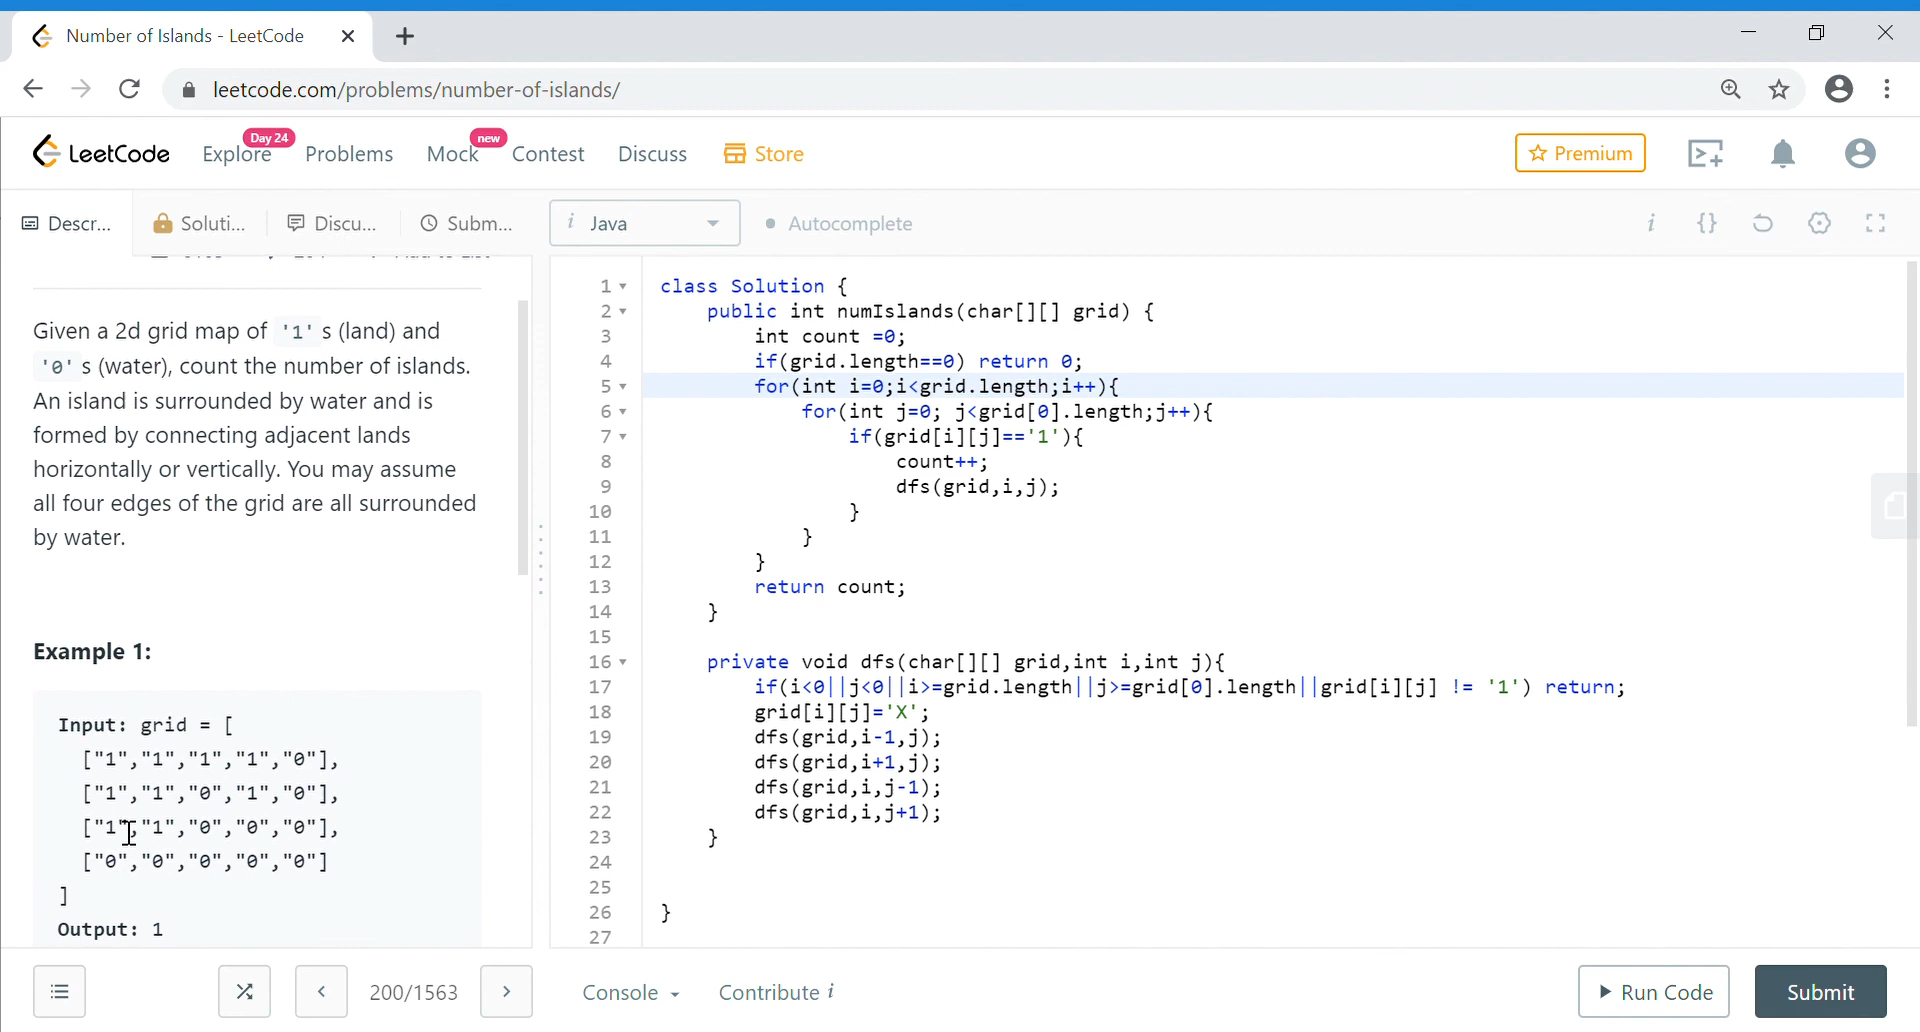 Number of Islands - LeetCode
leetcode.com/problems/number-of-islands/
LeetCode
Explore
Day 24
Problems
Mock
new
Contest
Discuss
Store
Premium
Descr...
Soluti...
Discu...
Subm...
i Java
Autocomplete
i
{}
Given a 2d grid map of '1' s (land) and
'0' s (water), count the number of islands.
An island is surrounded by water and is
formed by connecting adjacent lands
horizontally or vertically. You may assume
all four edges of the grid are all surrounded
by water.
Example 1:
Input: grid = [
["1","1","1","1","0"],
["1","1","0","1","0"],
["1","1","0","0","0"],
["0","0","0","0","0"]
]
Output: 1
1 class Solution {
2 public int numIslands(char[][] grid) {
3 int count =0;
4 if(grid.length==0) return 0;
5 for(int i=0;i<grid.length;i++){
6 for(int j=0; j<grid[0].length;j++){
7 if(grid[i][j]=='1'){
8 count++;
9 dfs(grid,i,j);
10 }
11 }
12 }
13 return count;
14 }
15
16 private void dfs(char[][] grid,int i,int j){
17 if(i<0||j<0||i>=grid.length||j>=grid[0].length||grid[i][j] != '1') return;
18 grid[i][j]='X';
19 dfs(grid,i-1,j);
20 dfs(grid,i+1,j);
21 dfs(grid,i,j-1);
22 dfs(grid,i,j+1);
23 }
24
25
26 }
27
200/1563
Console
Contribute i
Run Code
Submit